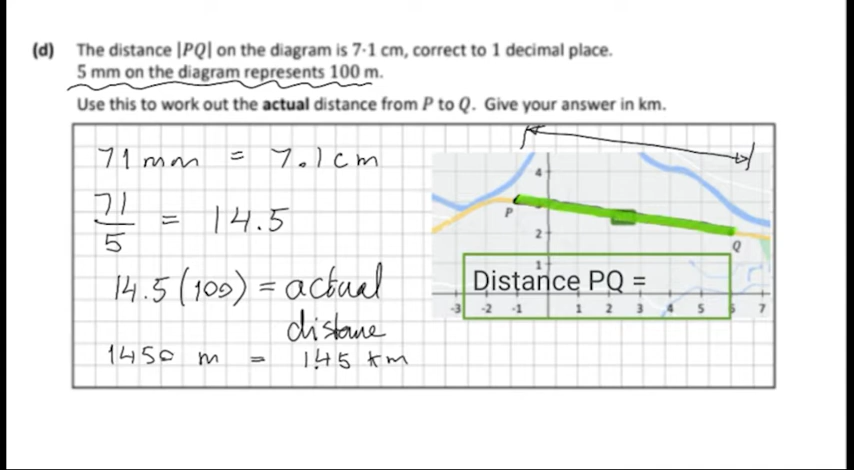 (d) The distance |PQ| on the diagram is 7·1 cm, correct to 1 decimal place.
5 mm on the diagram represents 100 m.
Use this to work out the actual distance from P to Q. Give your answer in km.
71 mm = 7.1 cm
71
5
= 14.5
14.5 (100) = actual
distane
1450 m = 1.45 km
4
P
2
Q
1
Distance PQ =
-3 -2 -1 1 2 3 4 5 6 7